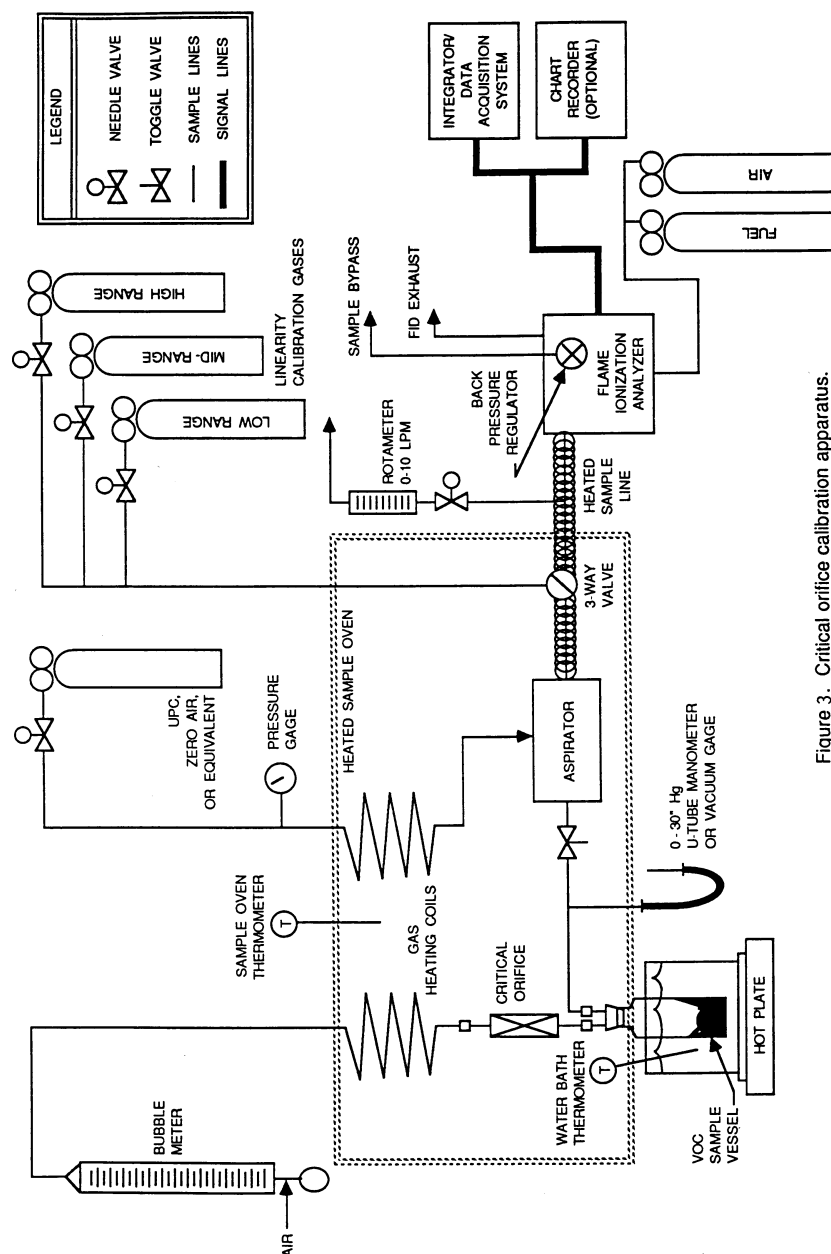 LEGEND
NEEDLE VALVE
TOGGLE VALVE
SAMPLE LINES
SIGNAL LINES
HIGH RANGE
MID-RANGE
LOW RANGE
LINEARITY
CALIBRATION GASES
UPC,
ZERO AIR,
OR EQUIVALENT
PRESSURE
GAGE
SAMPLE OVEN
THERMOMETER
T
BUBBLE
METER
AIR
HEATED SAMPLE OVEN
GAS
HEATING COILS
CRITICAL
ORIFICE
WATER BATH
THERMOMETER
T
ASPIRATOR
3-WAY
VALVE
HEATED
SAMPLE
LINE
ROTAMETER
0-10 LPM
SAMPLE BYPASS
FID EXHAUST
BACK
PRESSURE
REGULATOR
FLAME
IONIZATION
ANALYZER
INTEGRATOR/
DATA
ACQUISITION
SYSTEM
CHART
RECORDER
(OPTIONAL)
FUEL
AIR
0 - 30" Hg
U-TUBE MANOMETER
OR VACUUM GAGE
VOC
SAMPLE
VESSEL
HOT PLATE
Figure 3. Critical orifice calibration apparatus.